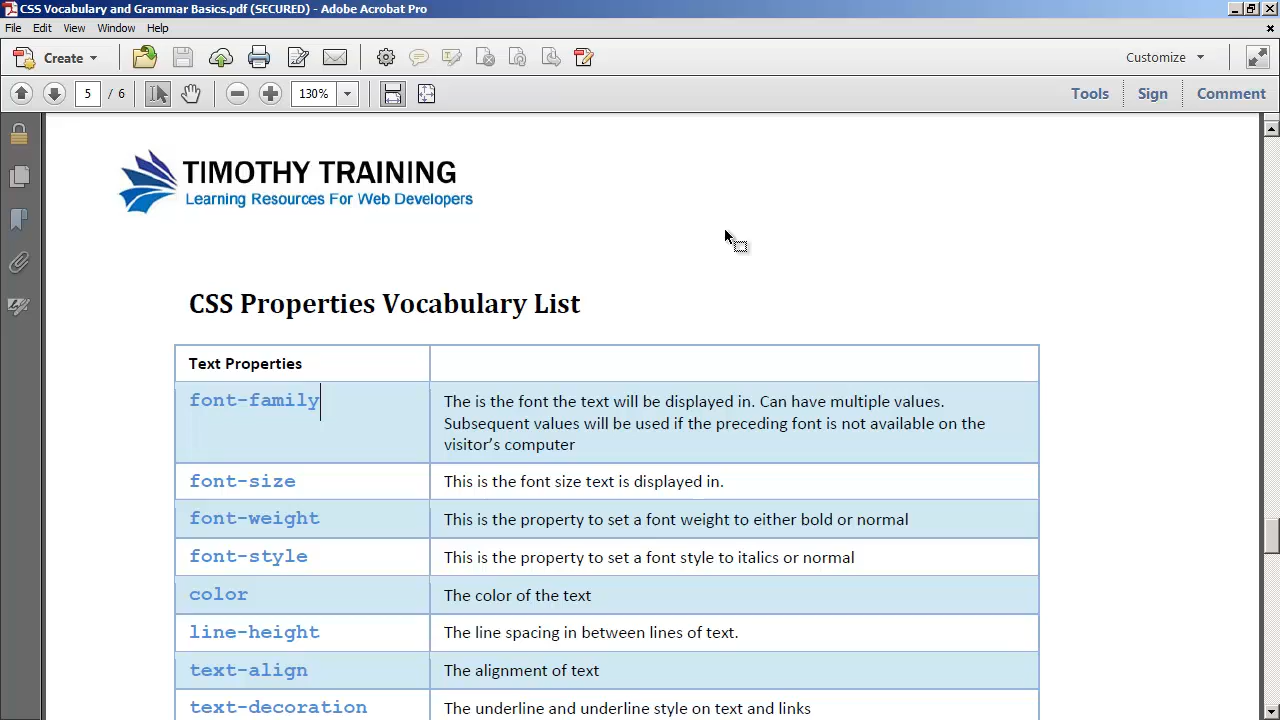 CSS Vocabulary and Grammar Basics.pdf (SECURED) - Adobe Acrobat Pro
File Edit View Window Help
Create
Customize
5 / 6
130%
Tools Sign Comment
TIMOTHY TRAINING
Learning Resources For Web Developers
CSS Properties Vocabulary List
Text Properties
font-family
The is the font the text will be displayed in. Can have multiple values.
Subsequent values will be used if the preceding font is not available on the
visitor’s computer
font-size
This is the font size text is displayed in.
font-weight
This is the property to set a font weight to either bold or normal
font-style
This is the property to set a font style to italics or normal
color
The color of the text
line-height
The line spacing in between lines of text.
text-align
The alignment of text
text-decoration
The underline and underline style on text and links